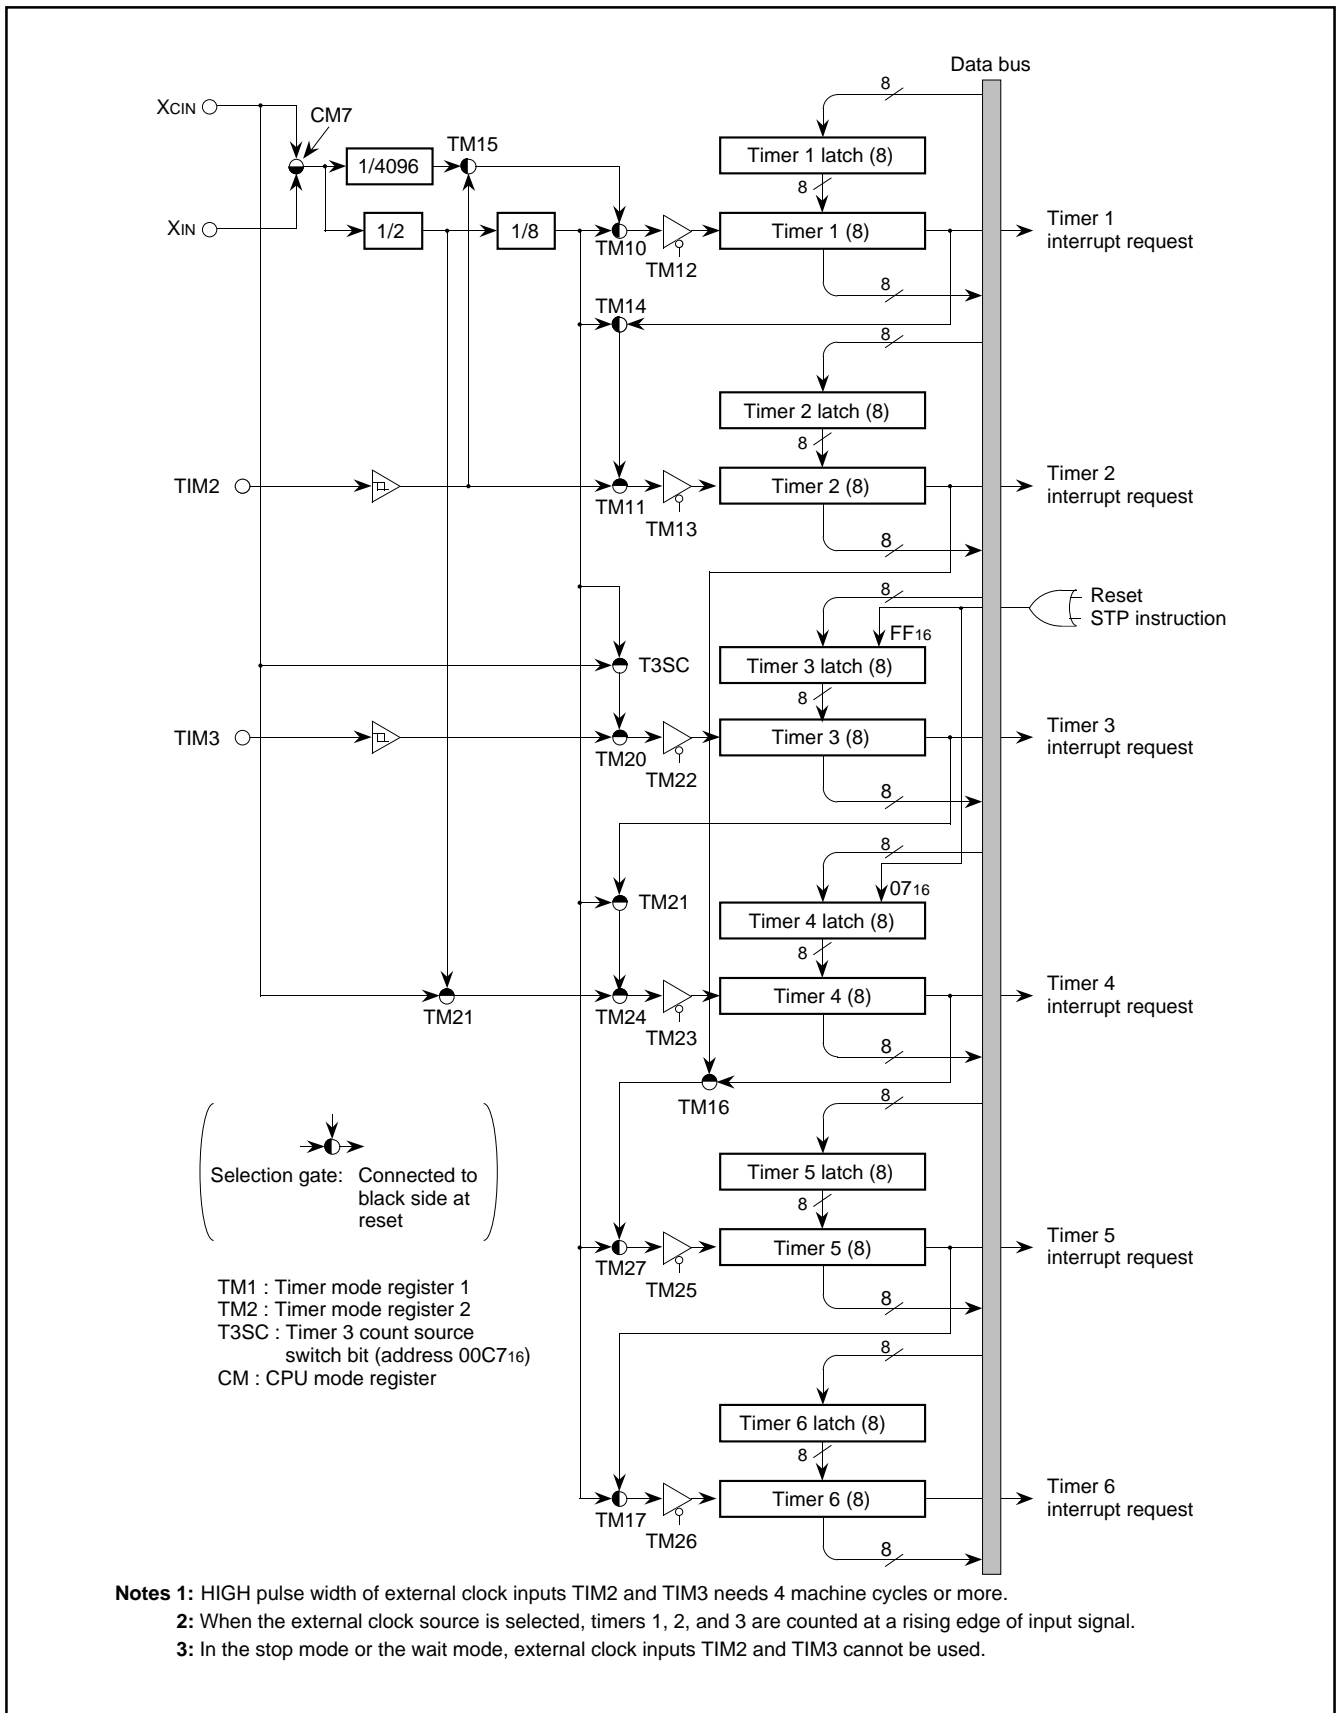 Data bus
XCIN
CM7
8
TM15
Timer 1 latch (8)
1/4096
8
XIN
1/2
1/8
TM10
TM12
Timer 1 (8)
Timer 1
interrupt request
8
TM14
8
Timer 2 latch (8)
8
TIM2
TM11
TM13
Timer 2 (8)
Timer 2
interrupt request
8
8
Reset
STP instruction
FF16
T3SC
Timer 3 latch (8)
8
TIM3
TM20
TM22
Timer 3 (8)
Timer 3
interrupt request
8
8
0716
TM21
Timer 4 latch (8)
8
TM21
TM24
TM23
Timer 4 (8)
Timer 4
interrupt request
8
TM16
8
Selection gate: Connected to
black side at
reset
Timer 5 latch (8)
8
TM27
TM25
Timer 5 (8)
Timer 5
interrupt request
8
TM1 : Timer mode register 1
TM2 : Timer mode register 2
T3SC : Timer 3 count source
switch bit (address 00C716)
CM : CPU mode register
8
Timer 6 latch (8)
8
TM17
TM26
Timer 6 (8)
Timer 6
interrupt request
8
Notes 1: HIGH pulse width of external clock inputs TIM2 and TIM3 needs 4 machine cycles or more.
2: When the external clock source is selected, timers 1, 2, and 3 are counted at a rising edge of input signal.
3: In the stop mode or the wait mode, external clock inputs TIM2 and TIM3 cannot be used.